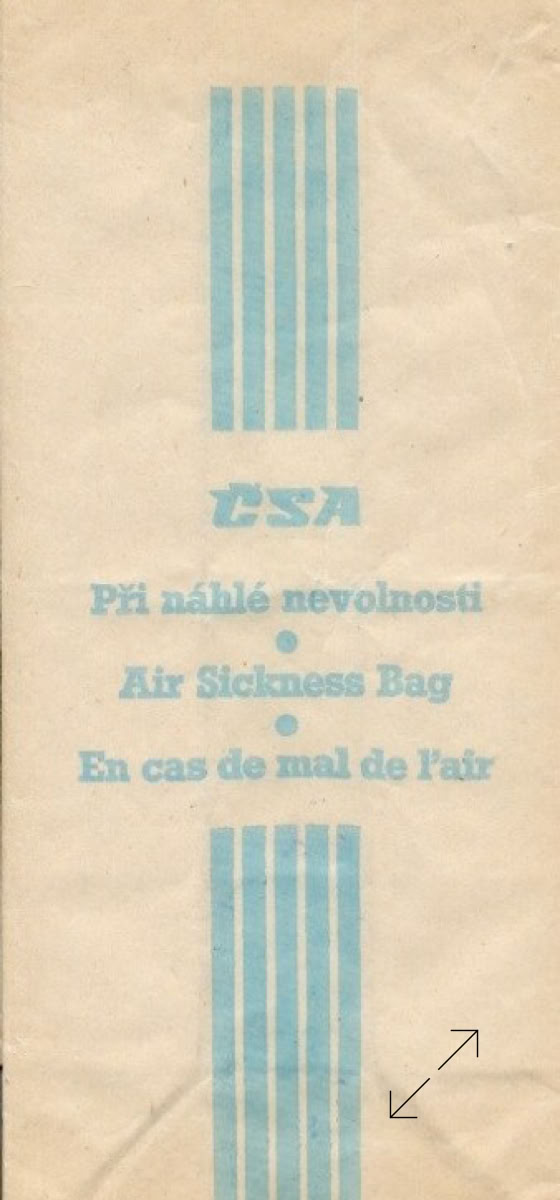 ČSA
Při náhlé nevolnosti
Air Sickness Bag
En cas de mal de l'air